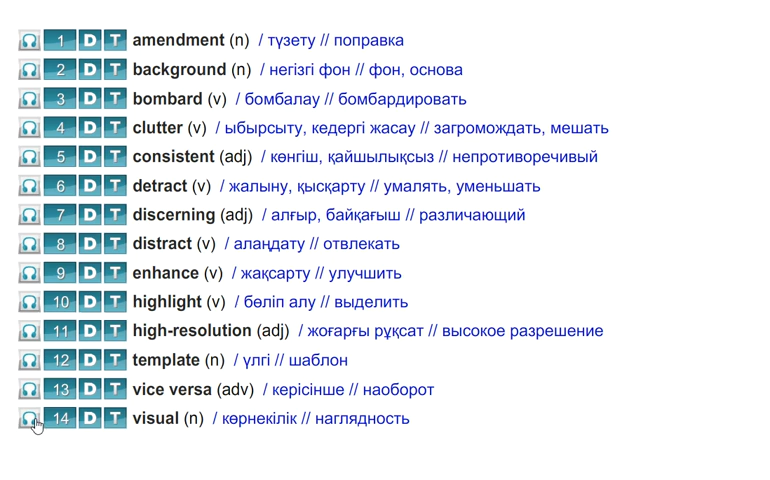 1 D T amendment (n) / түзету // поправка
2 D T background (n) / негізгі фон // фон, основа
3 D T bombard (v) / бомбалау // бомбардировать
4 D T clutter (v) / ыбырсыту, кедергі жасау // загромождать, мешать
5 D T consistent (adj) / көнгіш, қайшылықсыз // непротиворечивый
6 D T detract (v) / жалыну, қысқарту // умалять, уменьшать
7 D T discerning (adj) / алғыр, байқағыш // различающий
8 D T distract (v) / алаңдату // отвлекать
9 D T enhance (v) / жақсарту // улучшить
10 D T highlight (v) / бөліп алу // выделить
11 D T high-resolution (adj) / жоғарғы рұқсат // высокое разрешение
12 D T template (n) / үлгі // шаблон
13 D T vice versa (adv) / керісінше // наоборот
14 D T visual (n) / көрнекілік // наглядность